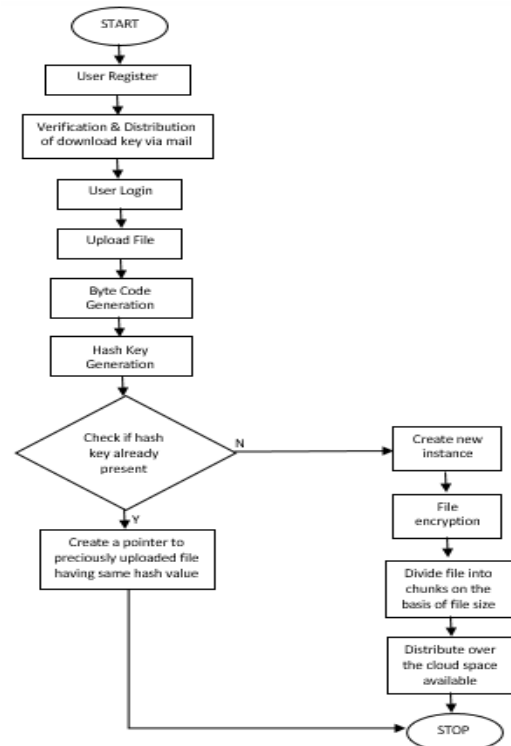 START
User Register
Verification & Distribution
of download key via mail
User Login
Upload File
Byte Code
Generation
Hash Key
Generation
Check if hash
key already
present
N
Y
Create a pointer to
preciously uploaded file
having same hash value
Create new
instance
File
encryption
Divide file into
chunks on the
basis of file size
Distribute over
the cloud space
available
STOP